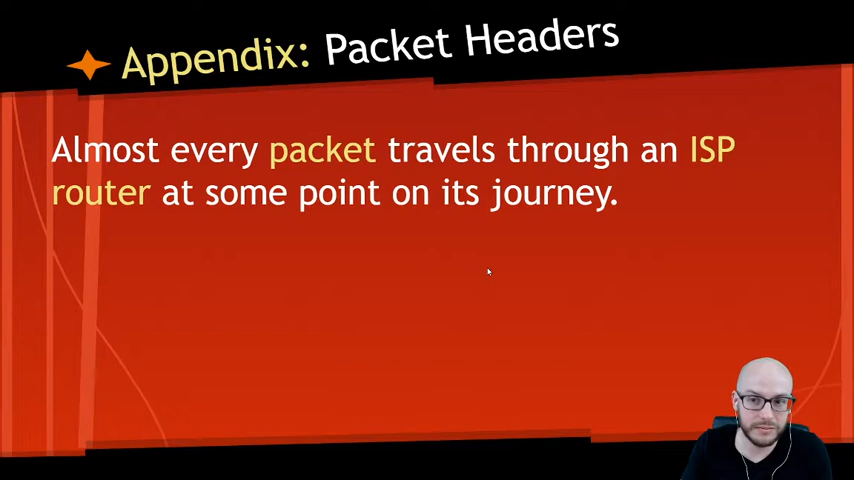 Appendix: Packet Headers
Almost every packet travels through an ISP
router at some point on its journey.